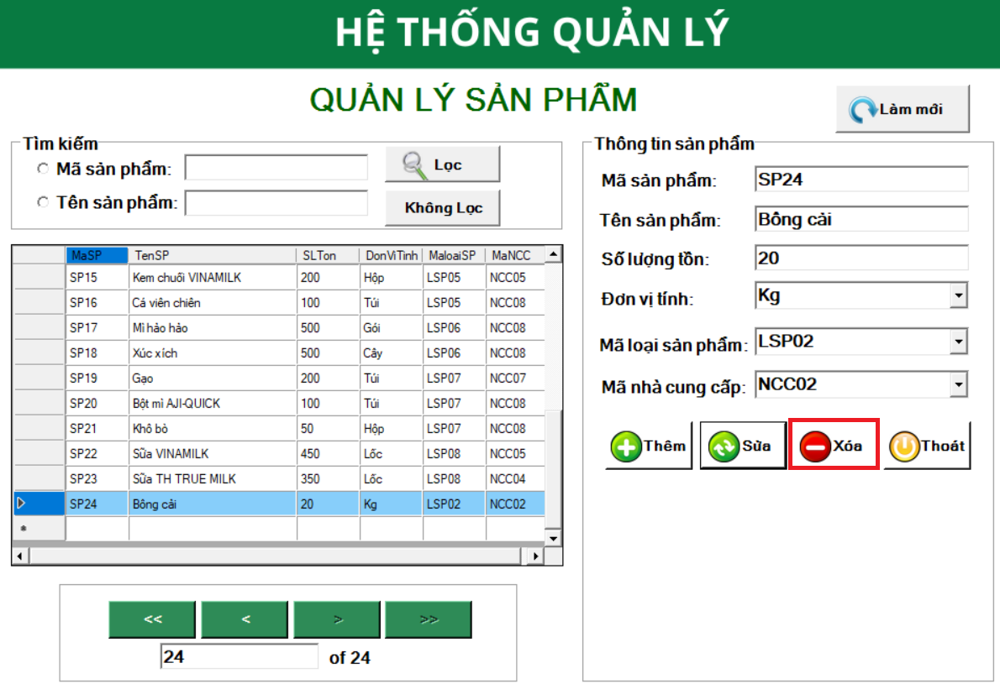 HỆ THỐNG QUẢN LÝ
QUẢN LÝ SẢN PHẨM
Làm mới
Tìm kiếm
Mã sản phẩm:
Lọc
Tên sản phẩm:
Không Lọc
MaSP TenSP SLTon DonViTinh MaloaiSP MaNCC
SP15 Kem chuối VINAMILK 200 Hộp LSP05 NCC05
SP16 Cá viên chiên 100 Túi LSP05 NCC08
SP17 Mì hảo hảo 500 Gói LSP06 NCC08
SP18 Xúc xích 500 Cây LSP06 NCC08
SP19 Gạo 200 Túi LSP07 NCC07
SP20 Bột mì AJI-QUICK 100 Túi LSP07 NCC08
SP21 Khô bò 50 Hộp LSP07 NCC08
SP22 Sữa VINAMILK 450 Lốc LSP08 NCC05
SP23 Sữa TH TRUE MILK 350 Lốc LSP08 NCC04
SP24 Bông cải 20 Kg LSP02 NCC02
*
<< < > >>
24 of 24
Thông tin sản phẩm
Mã sản phẩm: SP24
Tên sản phẩm: Bông cải
Số lượng tồn: 20
Đơn vị tính: Kg
Mã loại sản phẩm: LSP02
Mã nhà cung cấp: NCC02
Thêm Sửa Xóa Thoát